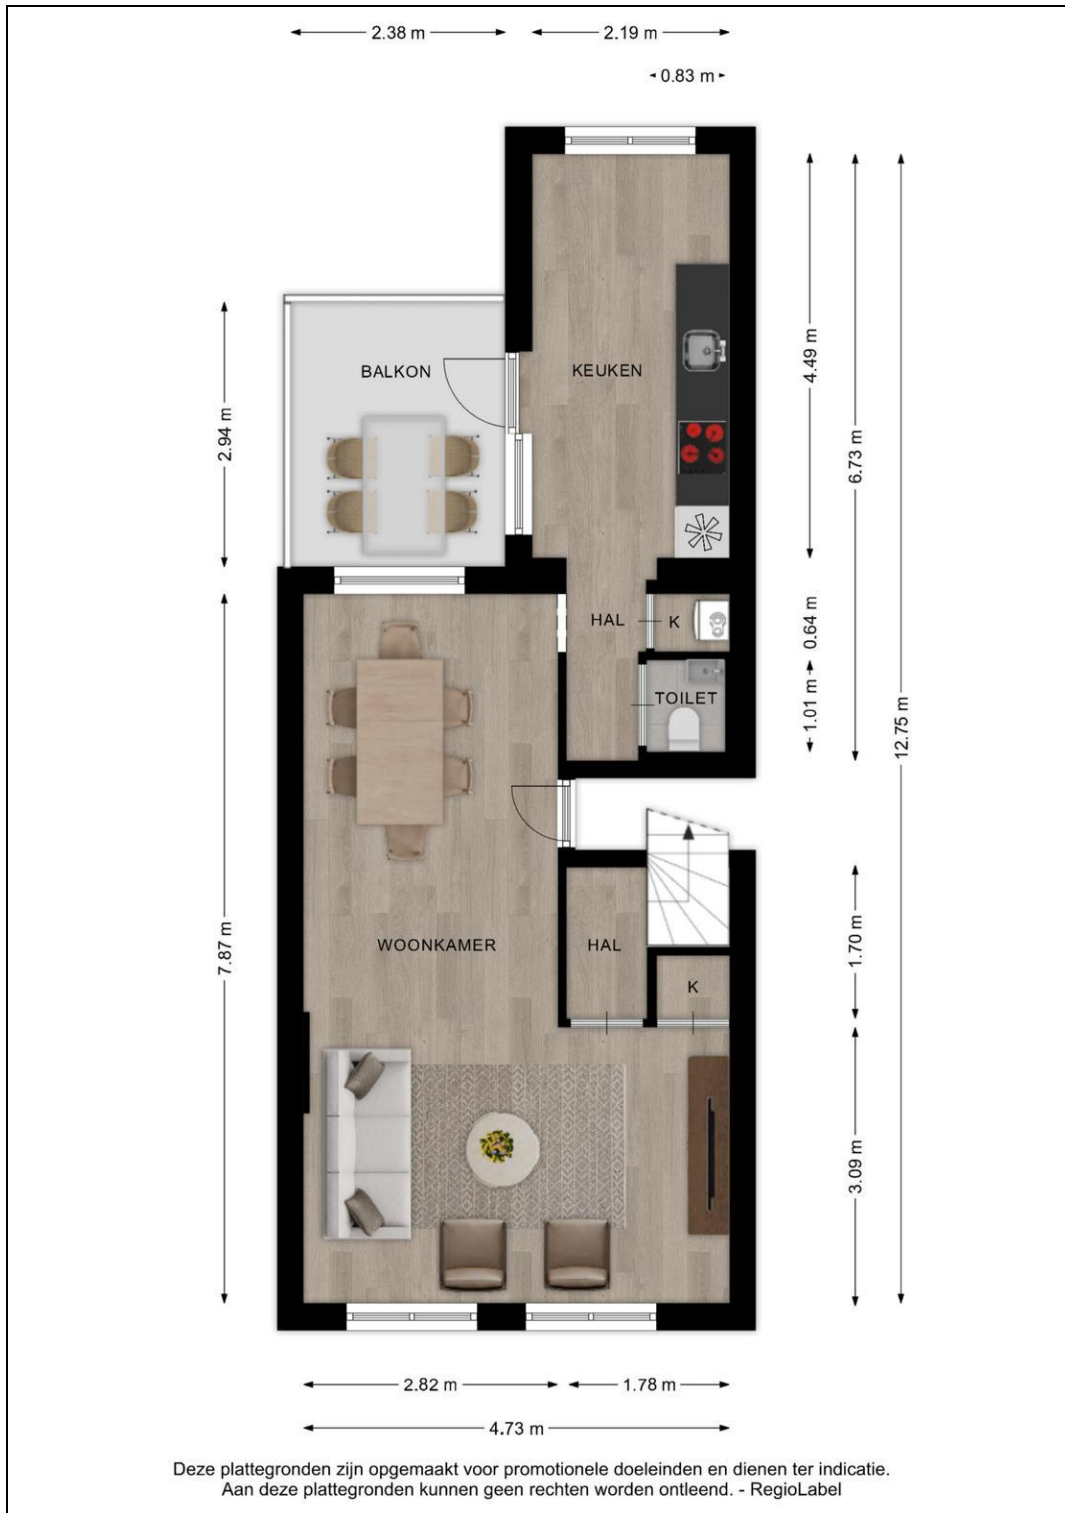 2.38 m
2.19 m
0.83 m
BALKON
KEUKEN
4.49 m
2.94 m
6.73 m
HAL
K
0.64 m
TOILET
1.01 m
12.75 m
7.87 m
WOONKAMER
HAL
1.70 m
K
3.09 m
2.82 m
1.78 m
4.73 m
Deze plattegronden zijn opgemaakt voor promotionele doeleinden en dienen ter indicatie.
Aan deze plattegronden kunnen geen rechten worden ontleend. - RegioLabel